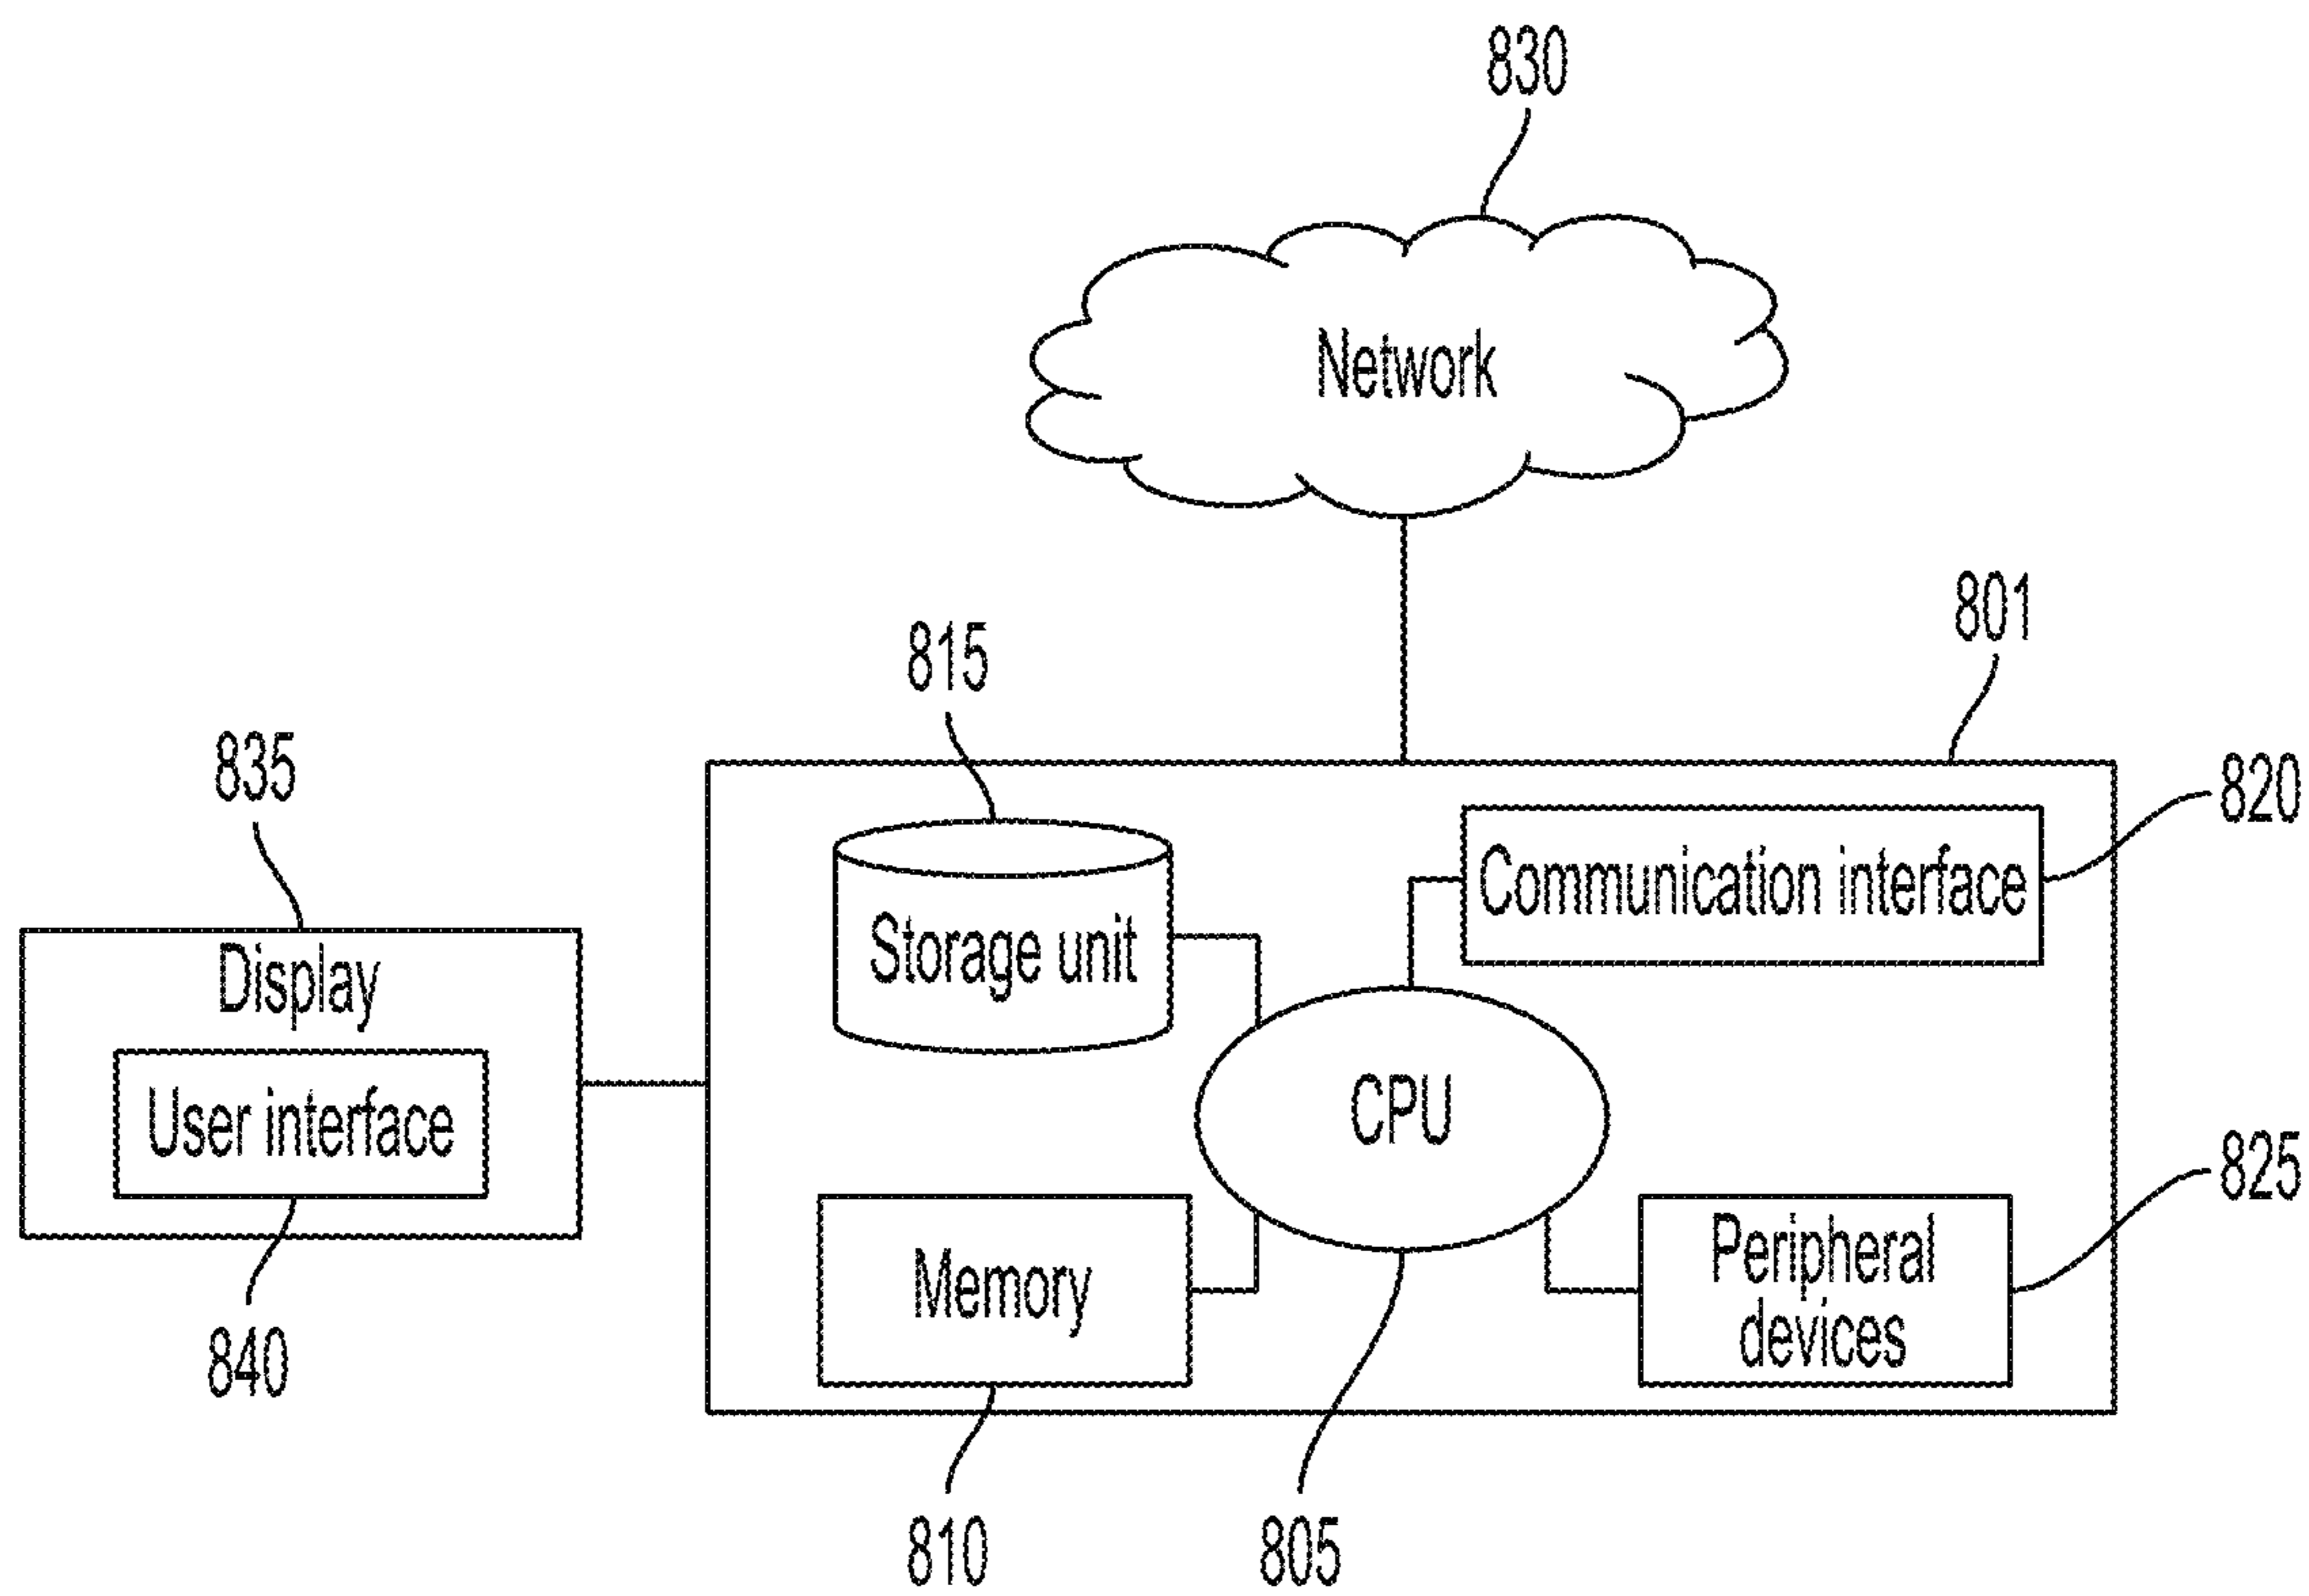 830
Network
801
815
835
820
Communication interface
Storage unit
Display
User interface
CPU
825
Peripheral
devices
Memory
840
810
805